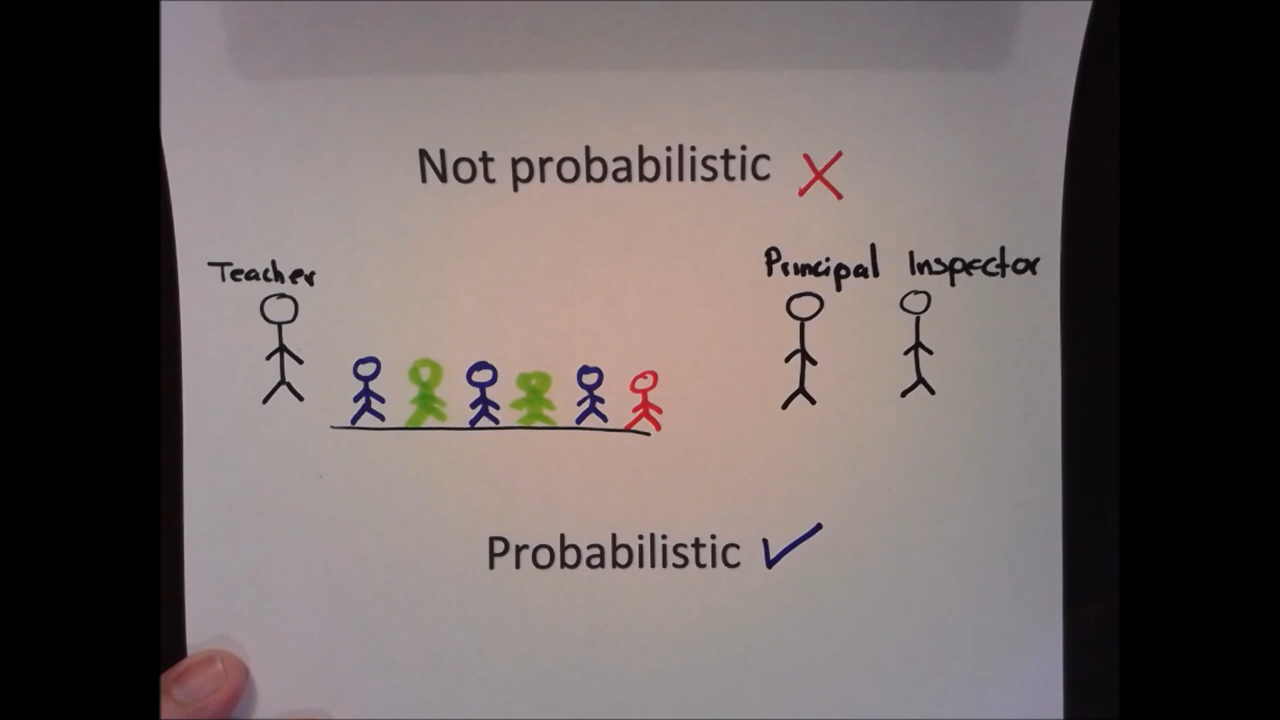 Not probabilistic
Teacher
Principal Inspector
Probabilistic